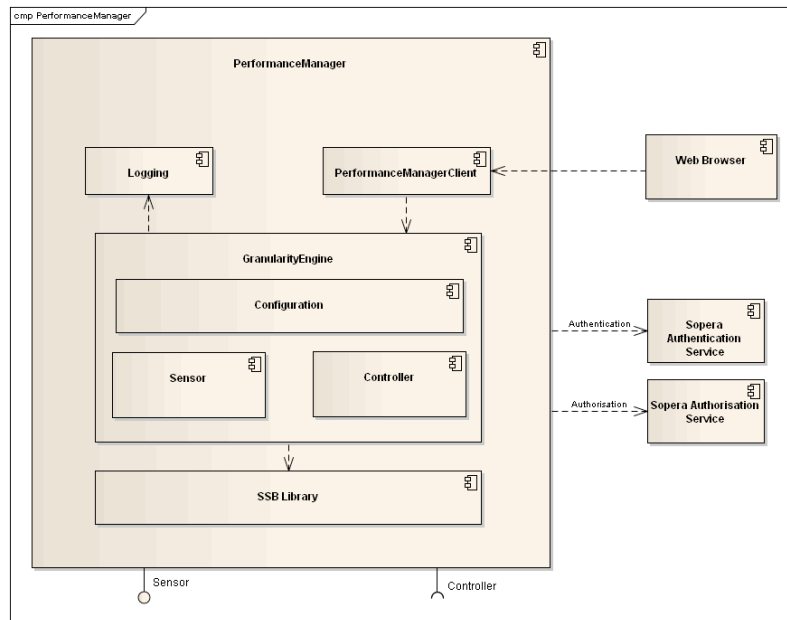 cmp PerformanceManager
PerformanceManager
Logging
PerformanceManagerClient
Web Browser
GranularityEngine
Configuration
Sensor
Controller
Authentication
Sopera
Authentication
Service
Authorisation
Sopera Authorisation
Service
SSB Library
Sensor
Controller